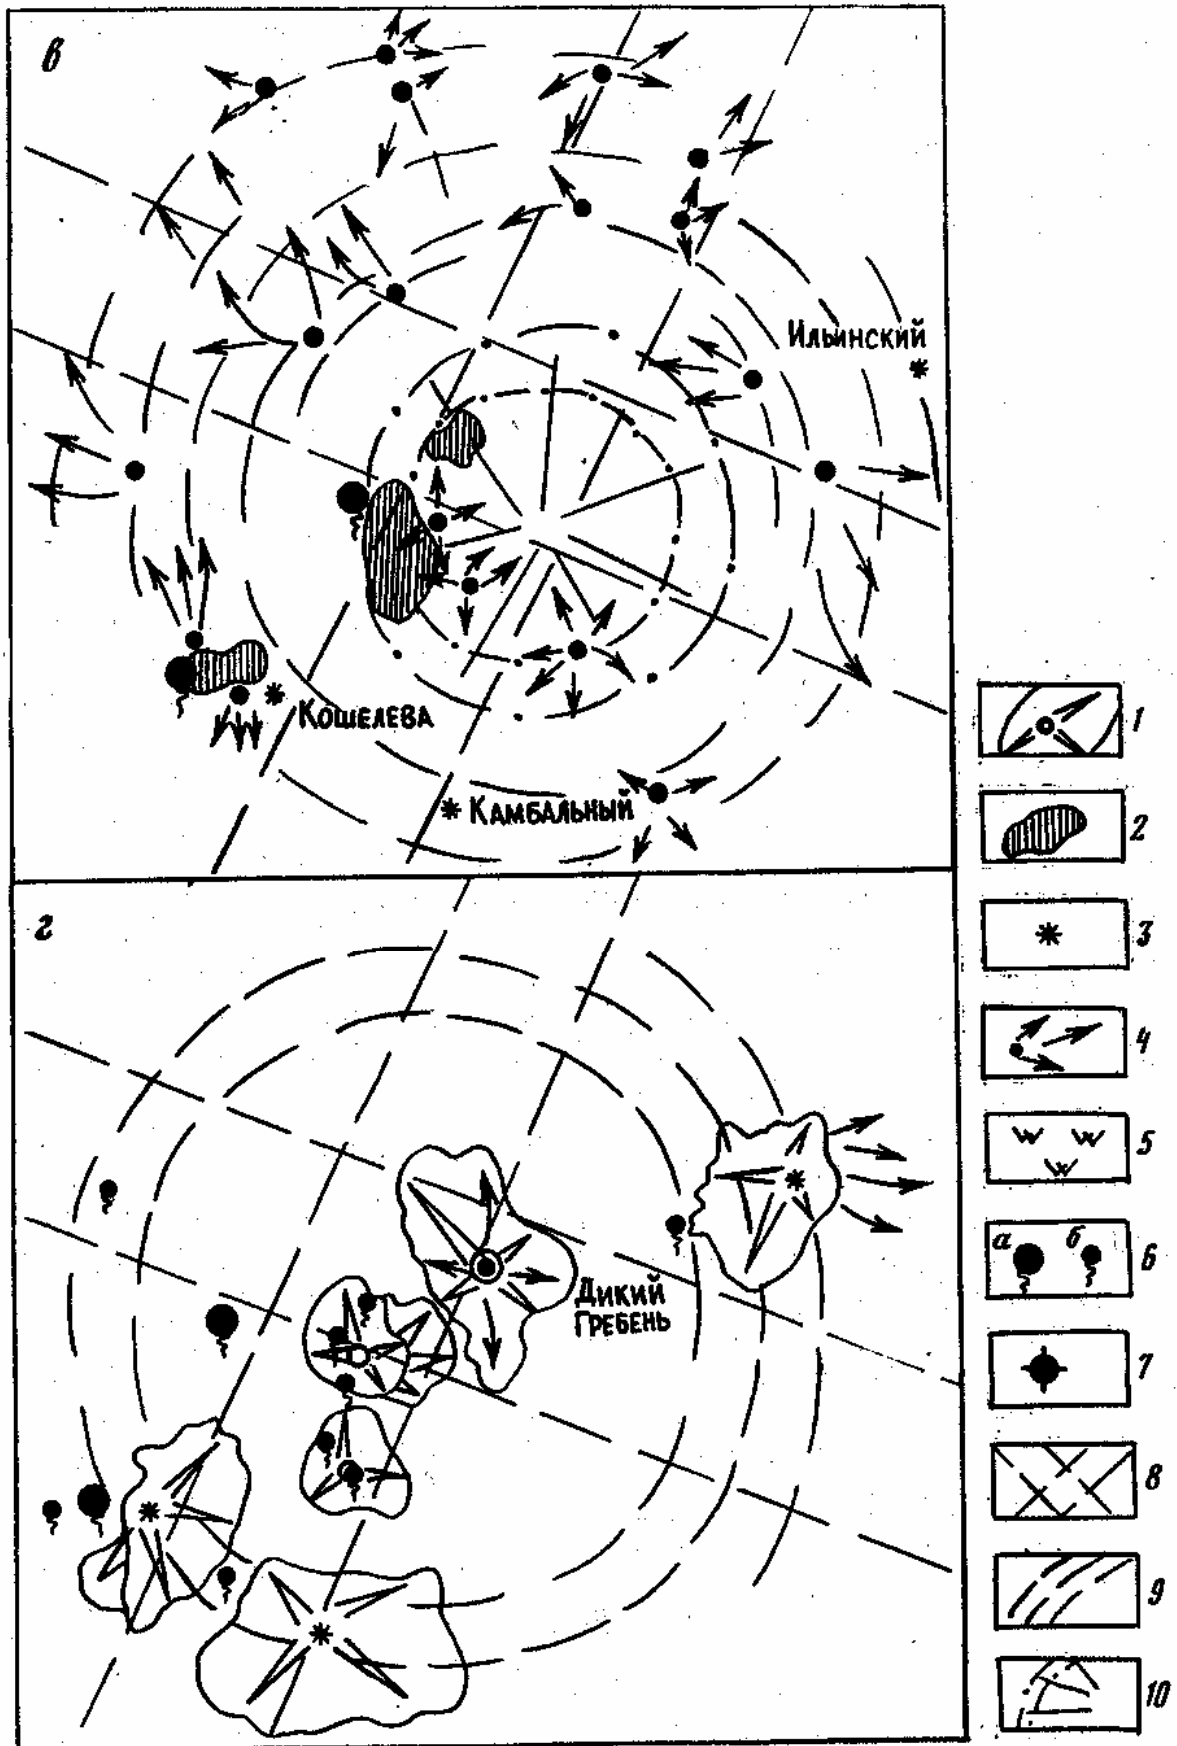 в
Ильинский
Кошелева
Камбальный
г
Дикий
Гребень
1
2
3
4
5
а б 6
7
8
9
10